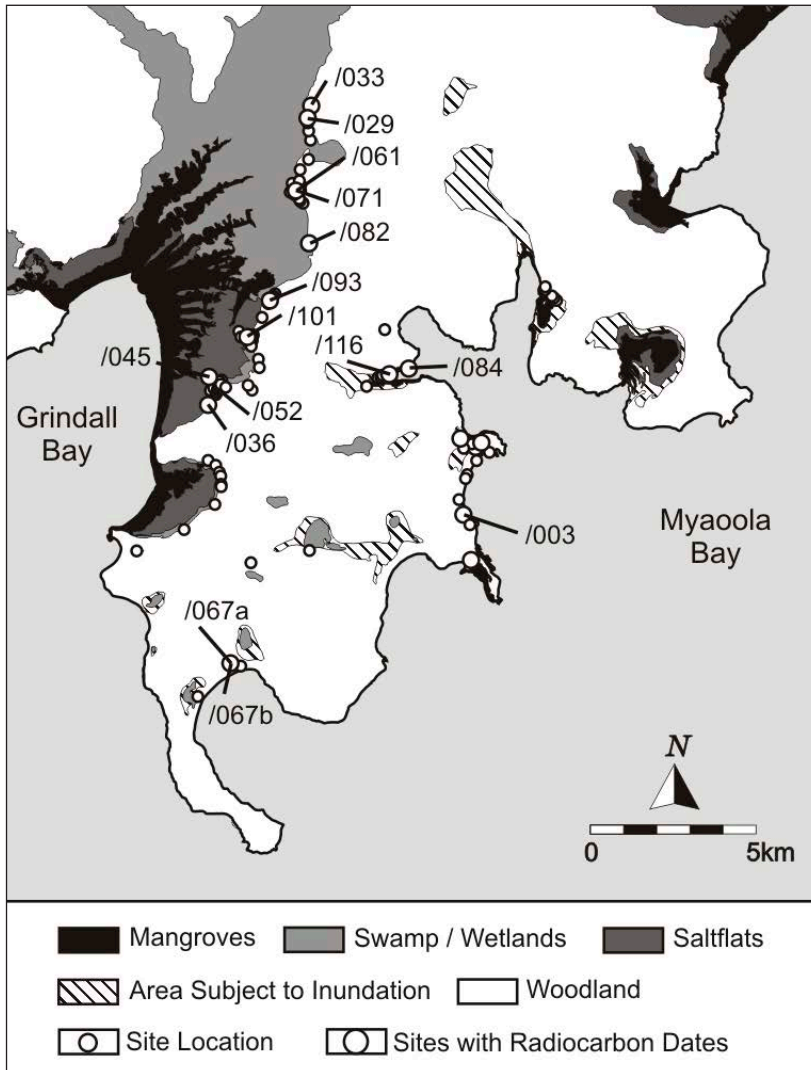 /033
/029
/061
/071
/082
/093
/101
/045
/116
/084
/052
/036
Grindall
Bay
/003
Myaoola
Bay
/067a
/067b
N
0 5km
Mangroves Swamp / Wetlands Saltflats
Area Subject to Inundation Woodland
Site Location Sites with Radiocarbon Dates